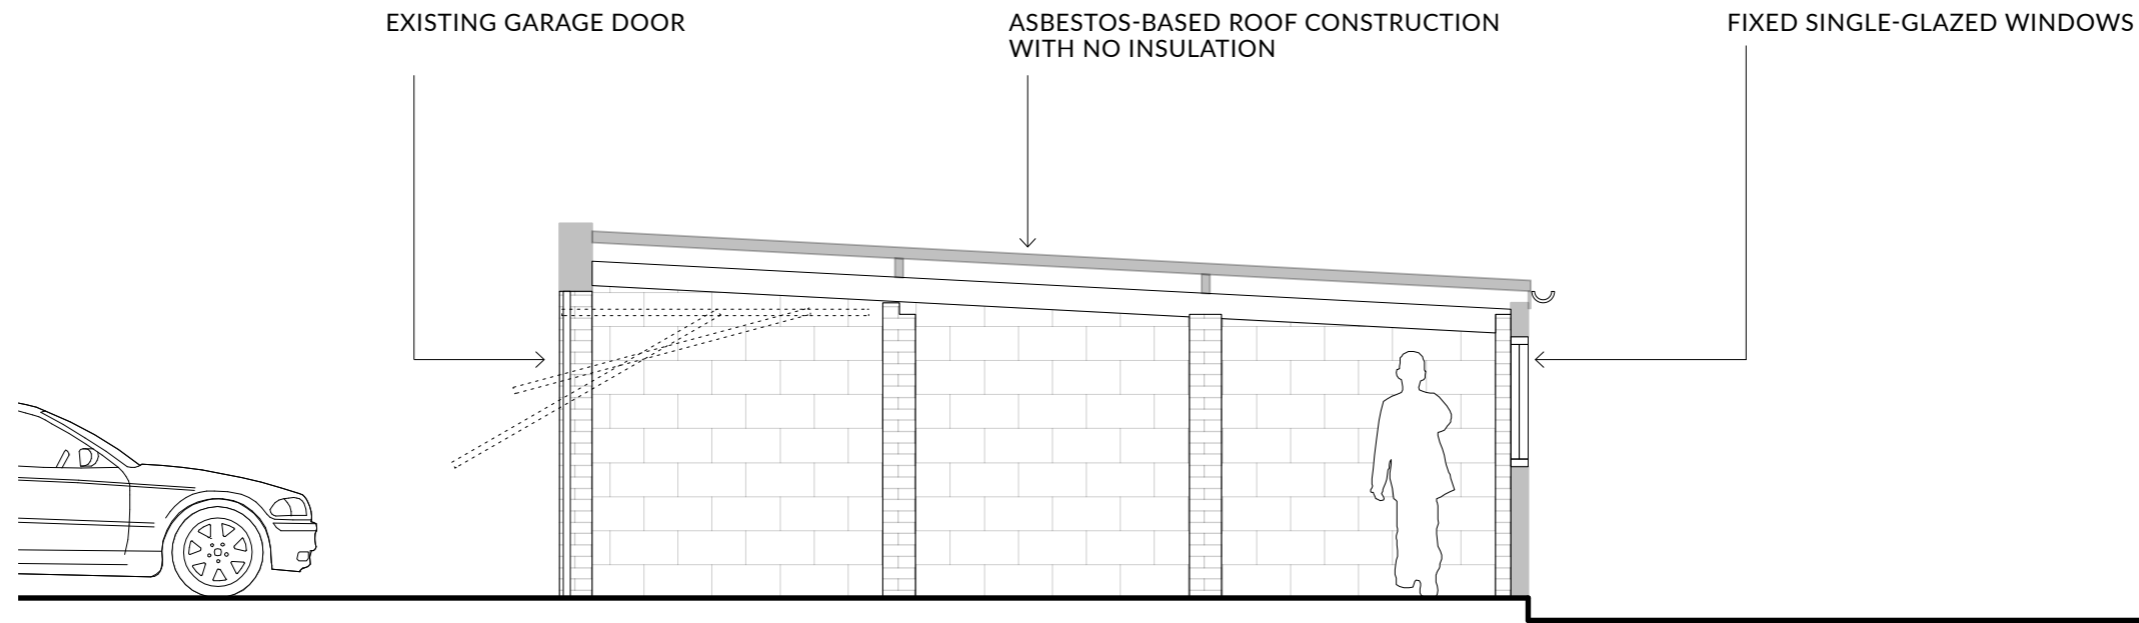 EXISTING GARAGE DOOR
ASBESTOS-BASED ROOF CONSTRUCTION
WITH NO INSULATION
FIXED SINGLE-GLAZED WINDOWS